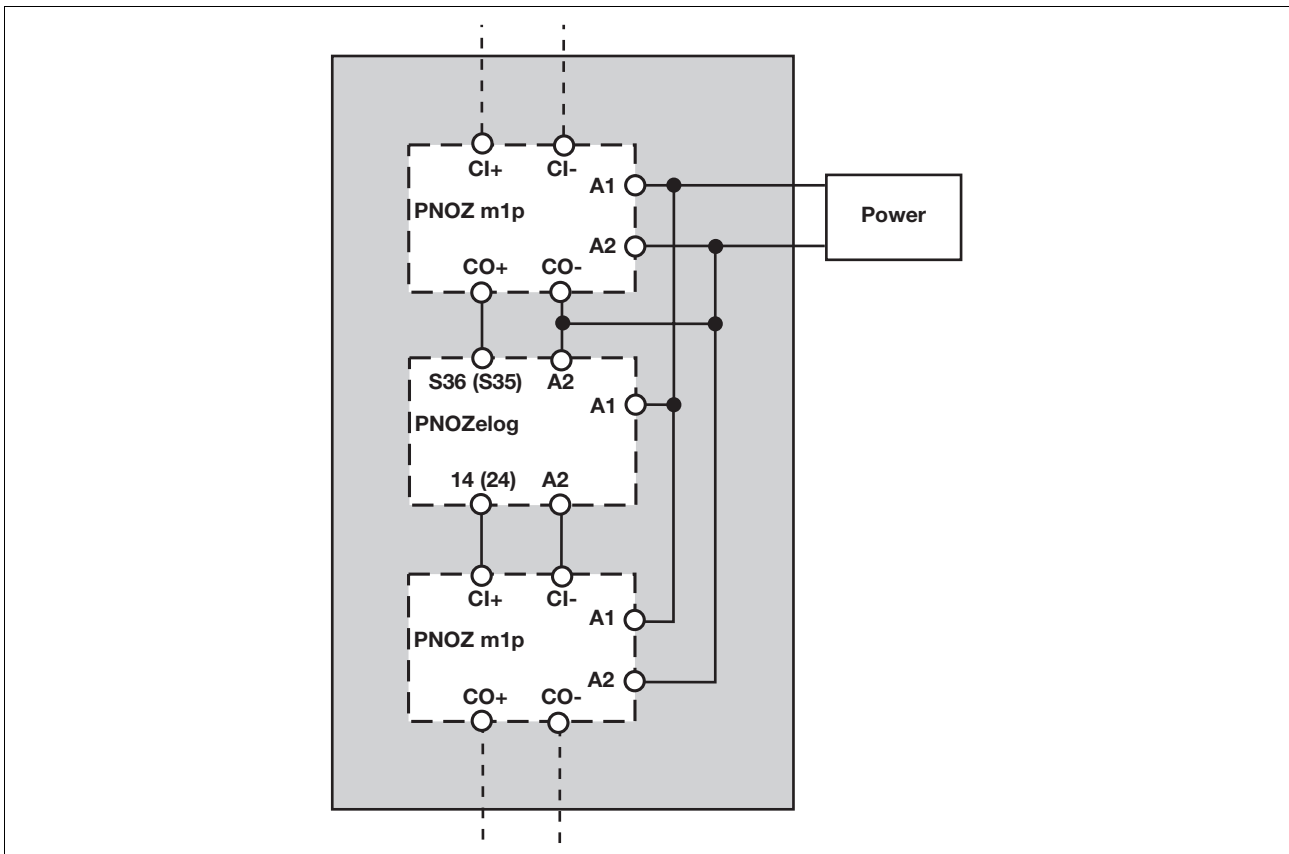 CI+ CI-
A1
PNOZ m1p
Power
A2
CO+ CO-
S36 (S35) A2
A1
PNOZelog
14 (24) A2
CI+ CI-
A1
PNOZ m1p
A2
CO+ CO-